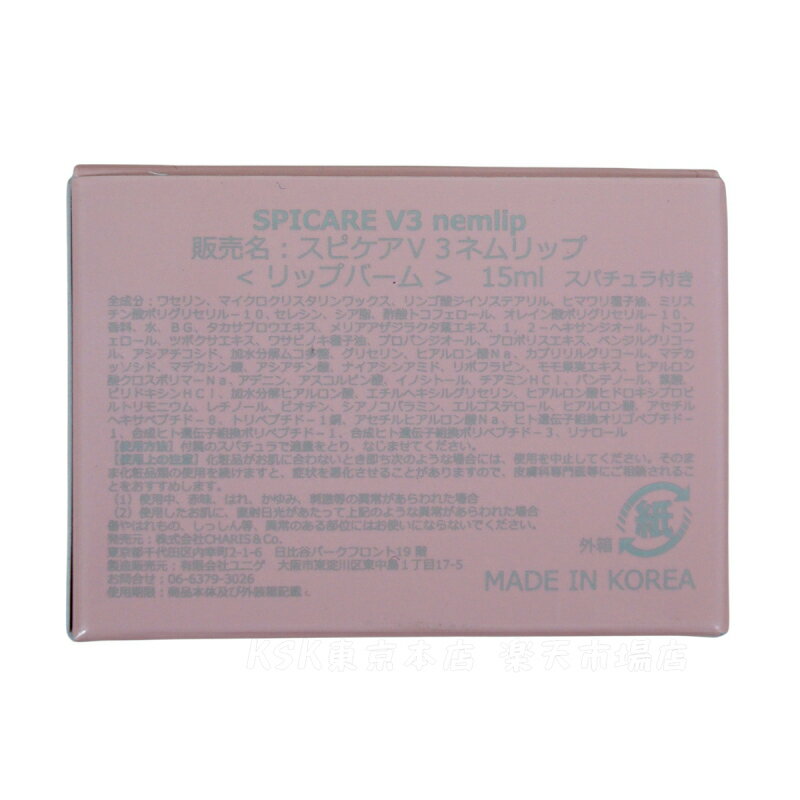 SPICARE V3 nemlip
販売名：スピケアV3ネムリップ
＜リップバーム＞ 15ml スパチュラ付き
全成分：ワセリン、マイクロクリスタリンワックス、リンゴ酸ジイソステアリル、ヒマワリ種子油、ミリス
チン酸ポリグリセリル－10、セレシン、シア脂、酢酸トコフェロール、オレイン酸ポリグリセリル－10、
香料、水、BG、タカサブロウエキス、メリアアザジラクタ葉エキス、1，2－ヘキサンジオール、トコフ
ェロール、ツボクサエキス、ワサビノキ種子油、プロパンジオール、プロポリスエキス、ペンジルグリコー
ル、アシアチコシド、加水分解ムコ多糖、グリセリン、ヒアルロン酸Na、カプリリルグリコール、マデカ
ッソシド、マデカシン酸、アシアチン酸、ナイアシンアミド、リボフラビン、モモ果実エキス、ヒアルロン
酸クロスポリマーNa、アデニン、アスコルビン酸、イノシトール、チアミンHCl、パンテノール、葉酸、
ピリドキシンHCl、加水分解ヒアルロン酸、エチルヘキシルグリセリン、ヒアルロン酸ヒドロキシプロピ
ルトリモニウム、レチノール、ビオチン、シアノコバラミン、エルゴステロール、ヒアルロン酸、アセチル
ヘキサペプチド－8、トリペプチド－1銅、アセチルヒアルロン酸Na、ヒト遺伝子組換オリゴペプチド－
1、合成ヒト遺伝子組換ポリペプチド－1、合成ヒト遺伝子組換ポリペプチド－3、リナロール
【使用方法】付属のスパチュラで適量をとり、なじませてください。
【使用上の注意】化粧品がお肌に合わないとき即ち次のような場合には、使用を中止してください。そのま
ま化粧品類の使用を続けますと、症状を悪化させることがありますので、皮膚科専門医等にご相談されるこ
とをおすすめします。
（1）使用中、赤味、はれ、かゆみ、刺激等の異常があらわれた場合
（2）使用したお肌に、直射日光があたって上記のような異常があらわれた場合
傷やはれもの、しっしん等、異常のある部位にはお使いにならないでください。
発売元：株式会社CHARIS＆Co.
東京都千代田区内幸町2-1-6 日比谷パークフロント19階
製造販売元：有限会社ユニゲ 大阪市東淀川区東中島1丁目17-5
お問合せ：06-6379-3026
使用期限：商品本体及び外装箱記載
紙
外箱
MADE IN KOREA
KSK東京本店 楽天市場店